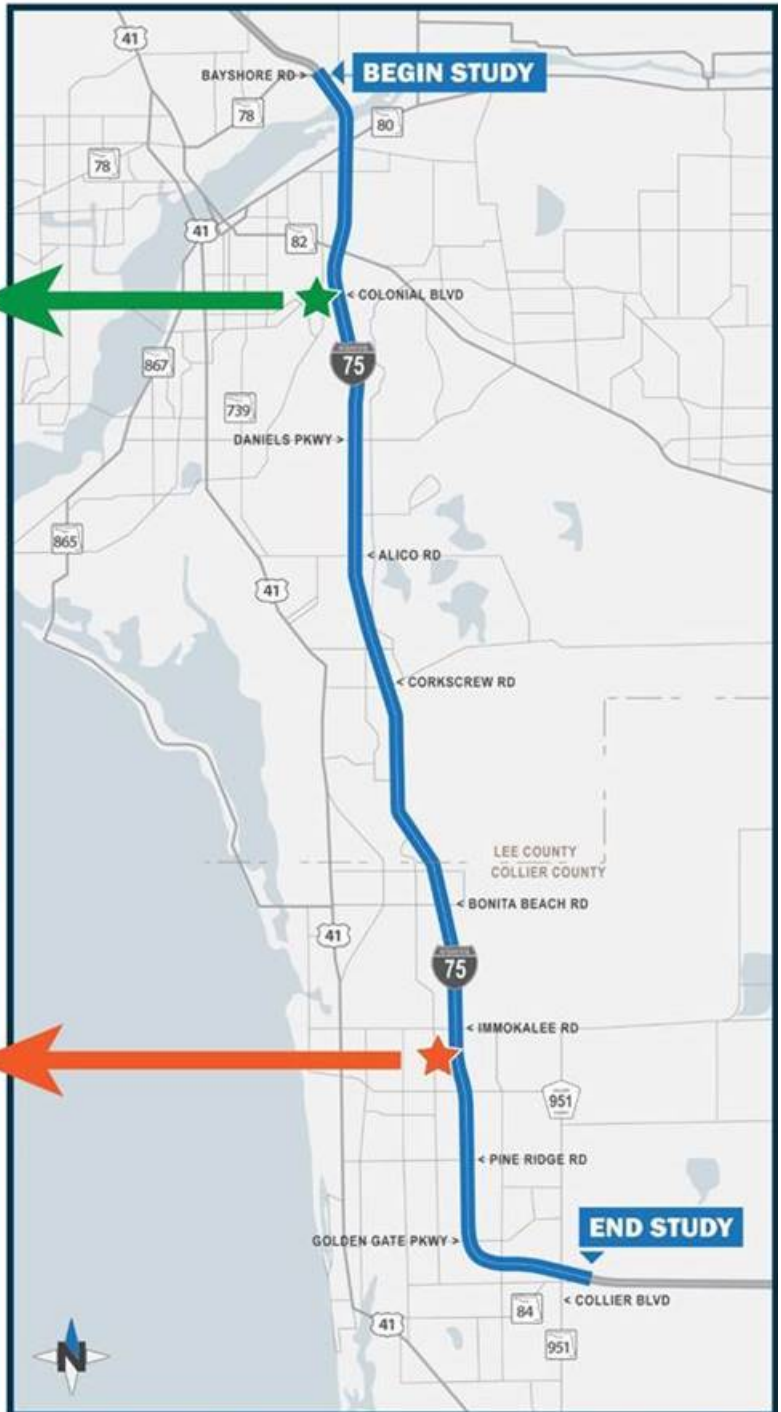 41
BAYSHORE RD >
BEGIN STUDY
78
80
78
41
82
< COLONIAL BLVD
75
867
739
DANIELS PKWY >
865
< ALICO RD
41
< CORKSCREW RD
LEE COUNTY
COLLIER COUNTY
< BONITA BEACH RD
41
75
< IMMOKALEE RD
951
< PINE RIDGE RD
END STUDY
GOLDEN GATE PKWY >
< COLLIER BLVD
84
41
951
N